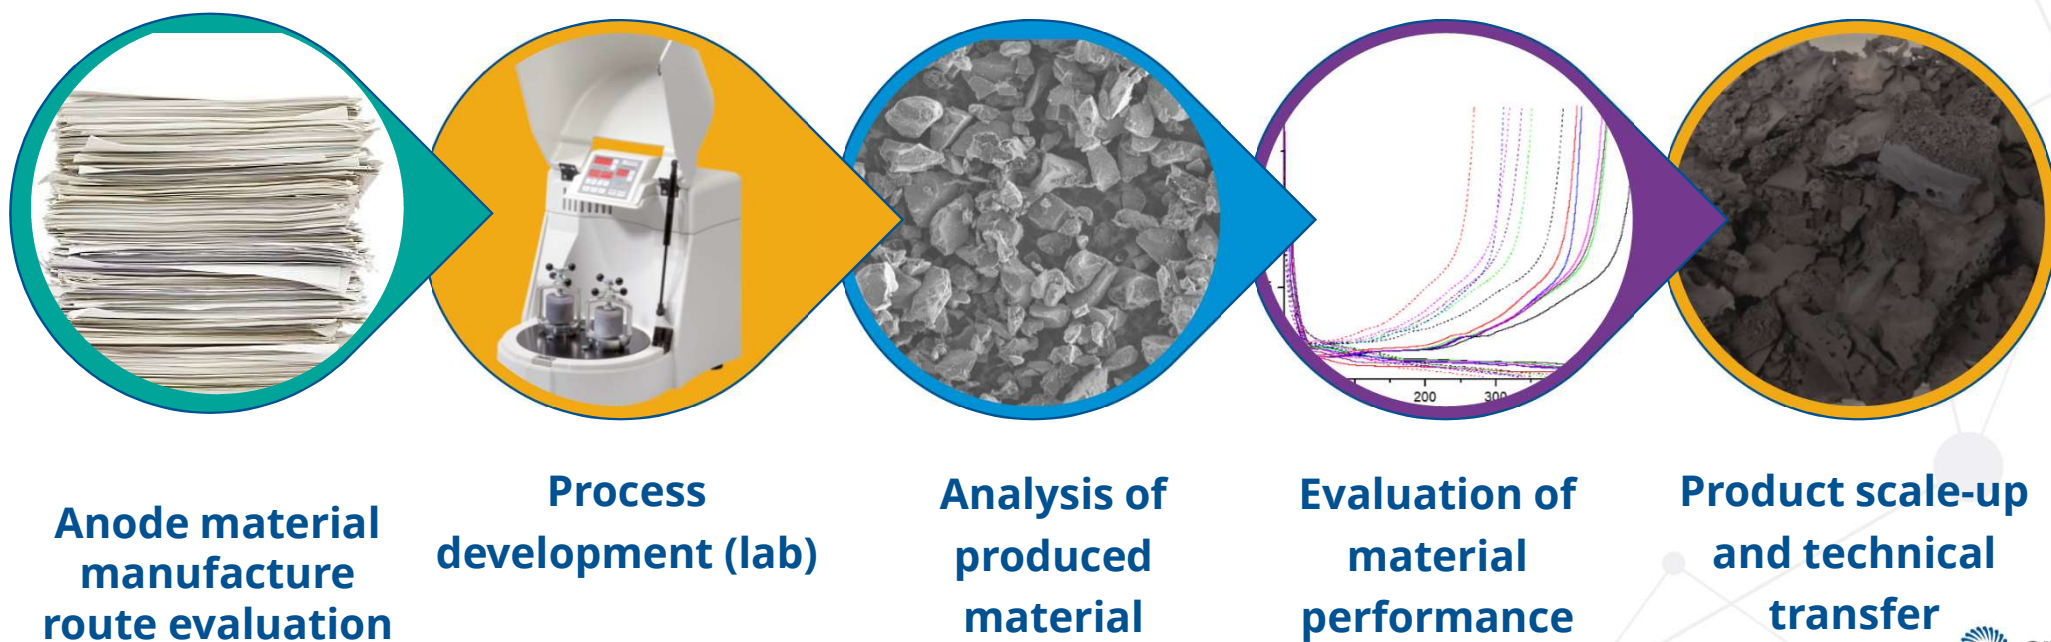 200
300
Anode material
manufacture
route evaluation
Process
development (lab)
Analysis of
produced
material
Evaluation of
material
performance
Product scale-up
and technical
transfer